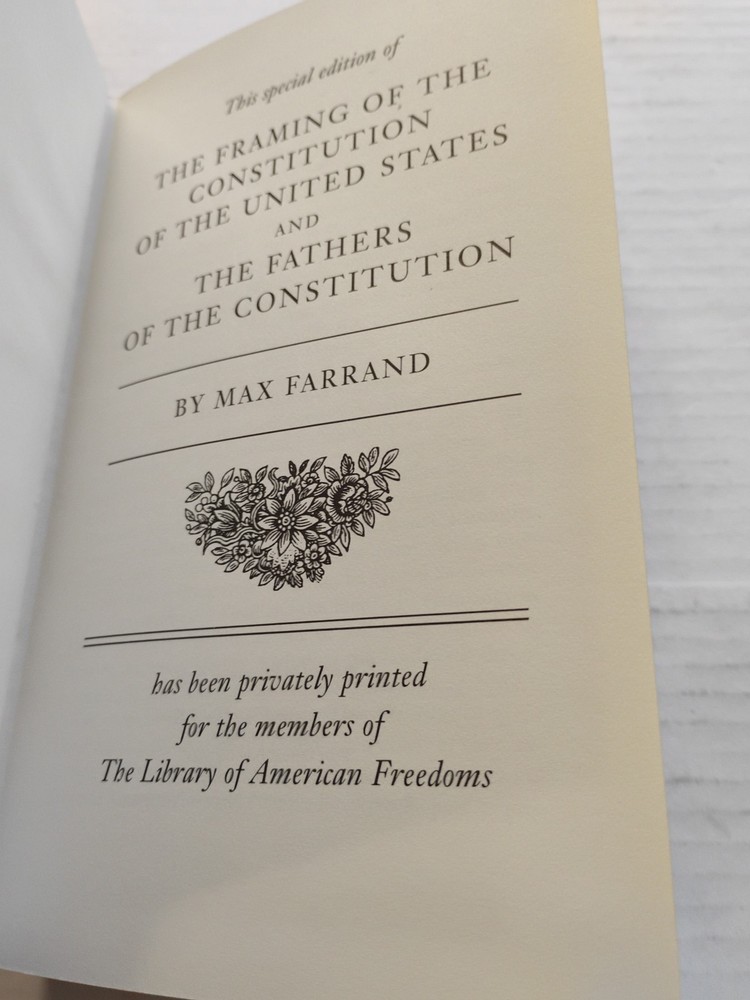 This special edition of
THE FRAMING OF THE
CONSTITUTION
OF THE UNITED STATES
AND
THE FATHERS
OF THE CONSTITUTION
BY MAX FARRAND
has been privately printed
for the members of
The Library of American Freedoms